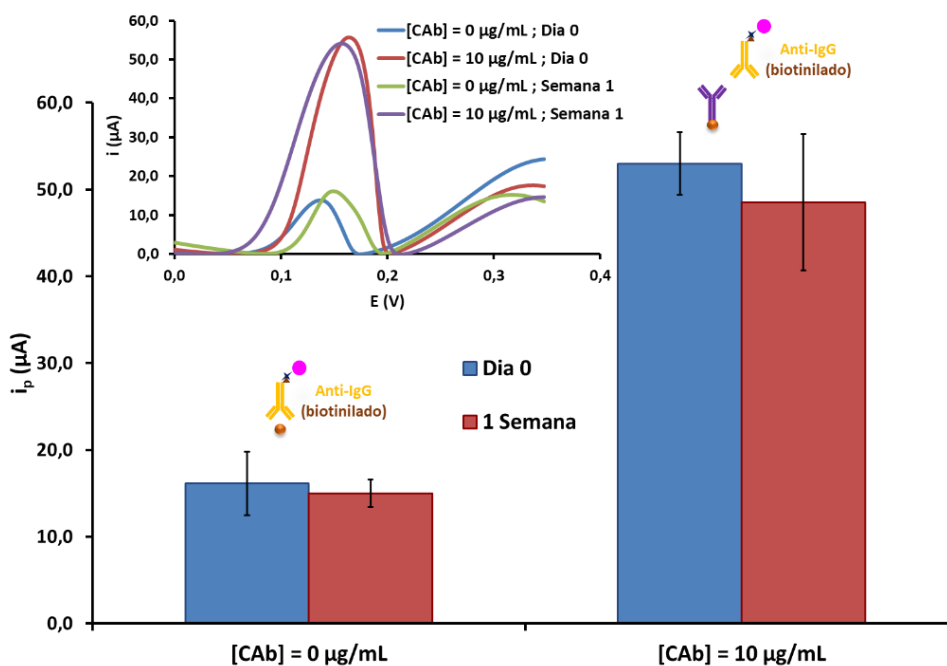 60,0
50,0
40,0
30,0
20,0
10,0
0,0
i (µA)
0,0 0,1 0,2 0,3 0,4
E (V)
[CAb] = 0 µg/mL ; Dia 0
[CAb] = 10 µg/mL ; Dia 0
[CAb] = 0 µg/mL ; Semana 1
[CAb] = 10 µg/mL ; Semana 1
Anti-IgG
(biotinilado)
60,0
50,0
40,0
30,0
20,0
10,0
0,0
ip (µA)
Anti-IgG
(biotinilado)
Dia 0
1 Semana
[CAb] = 0 µg/mL [CAb] = 10 µg/mL